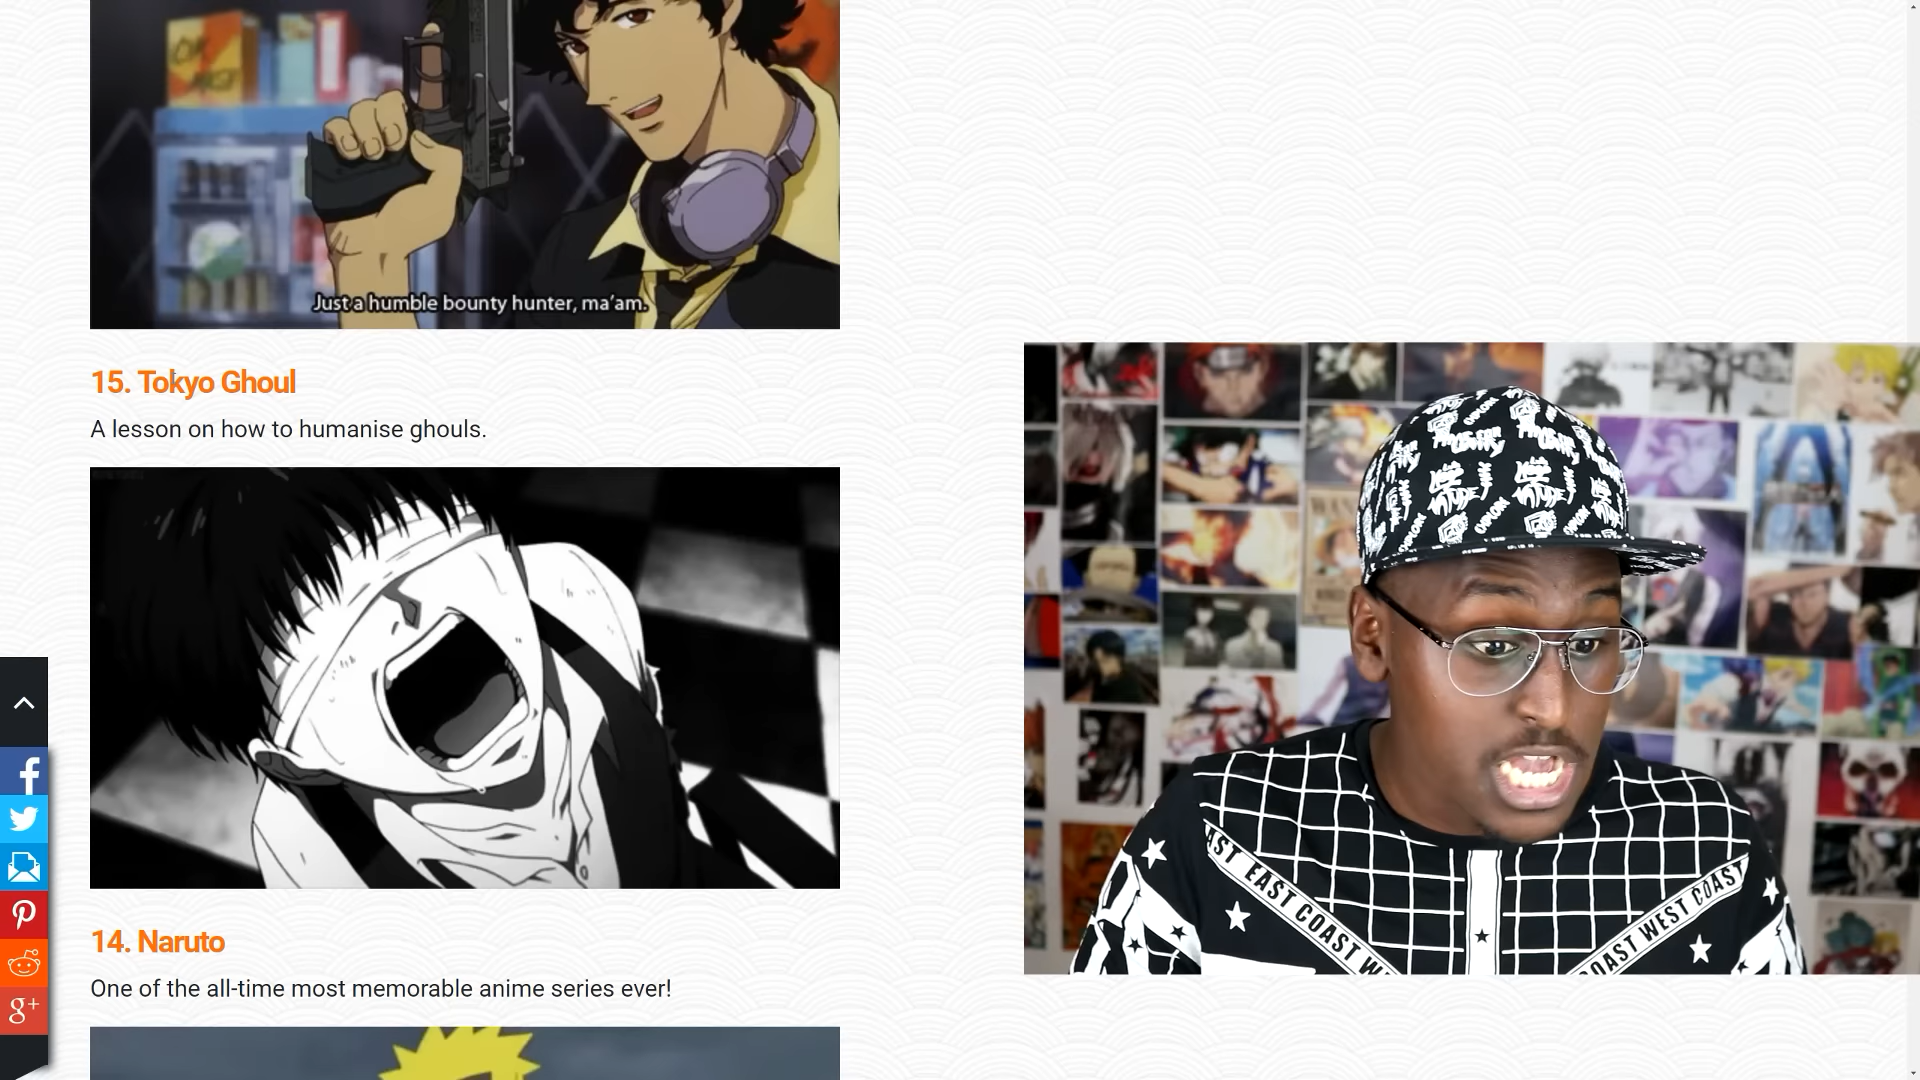 Just a humble bounty hunter, ma'am.
15. Tokyo Ghoul
A lesson on how to humanise ghouls.
14. Naruto
One of the all-time most memorable anime series ever!
EAST COAST
COAST WEST COAST
g+